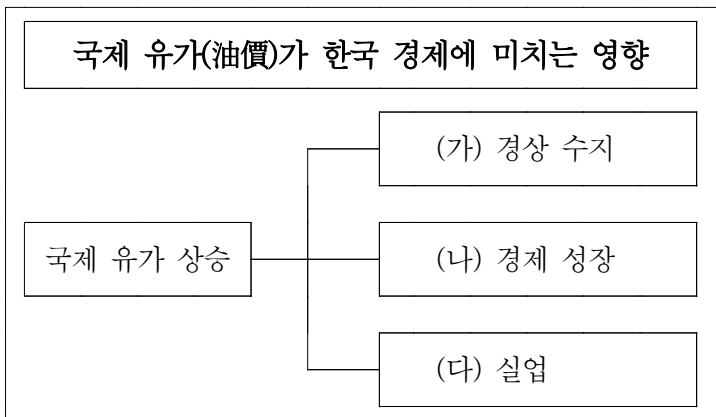 국제 유가(油價)가 한국 경제에 미치는 영향
(가) 경상 수지
국제 유가 상승
(나) 경제 성장
(다) 실업